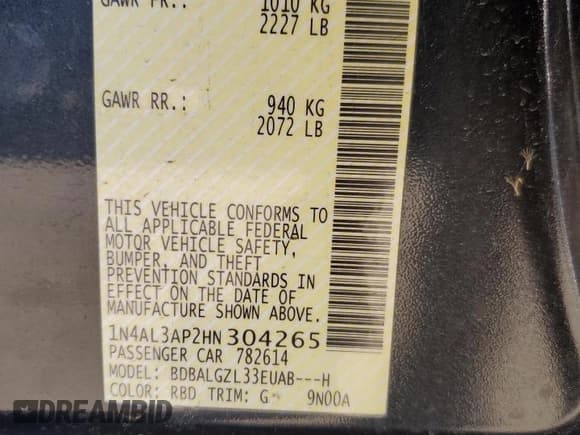 GAWR FR.: 1010 KG
2227 LB
GAWR RR.: 940 KG
2072 LB
THIS VEHICLE CONFORMS TO
ALL APPLICABLE FEDERAL
MOTOR VEHICLE SAFETY,
BUMPER, AND THEFT
PREVENTION STANDARDS IN
EFFECT ON THE DATE OF
MANUFACTURE SHOWN ABOVE.
1N4AL3AP2HN304265
PASSENGER CAR 782614
MODEL: BDBALGZL33EUAB---H
COLOR: RBD TRIM: G 9N00A
DREAMBID